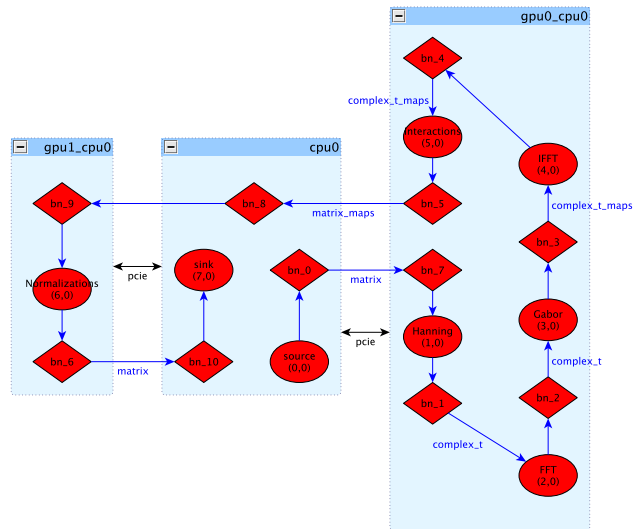 gpu0_cpu0
bn_4
complex_t_maps
Interactions
(5,0)
IFFT
(4,0)
gpu1_cpu0
cpu0
bn_9
bn_8
matrix_maps
bn_5
complex_t_maps
bn_3
sink
(7,0)
bn_0
matrix
bn_7
pcie
Normalizations
(6,0)
Gabor
(3,0)
Hanning
(1,0)
pcie
bn_6
matrix
bn_10
source
(0,0)
complex_t
bn_1
bn_2
complex_t
FFT
(2,0)